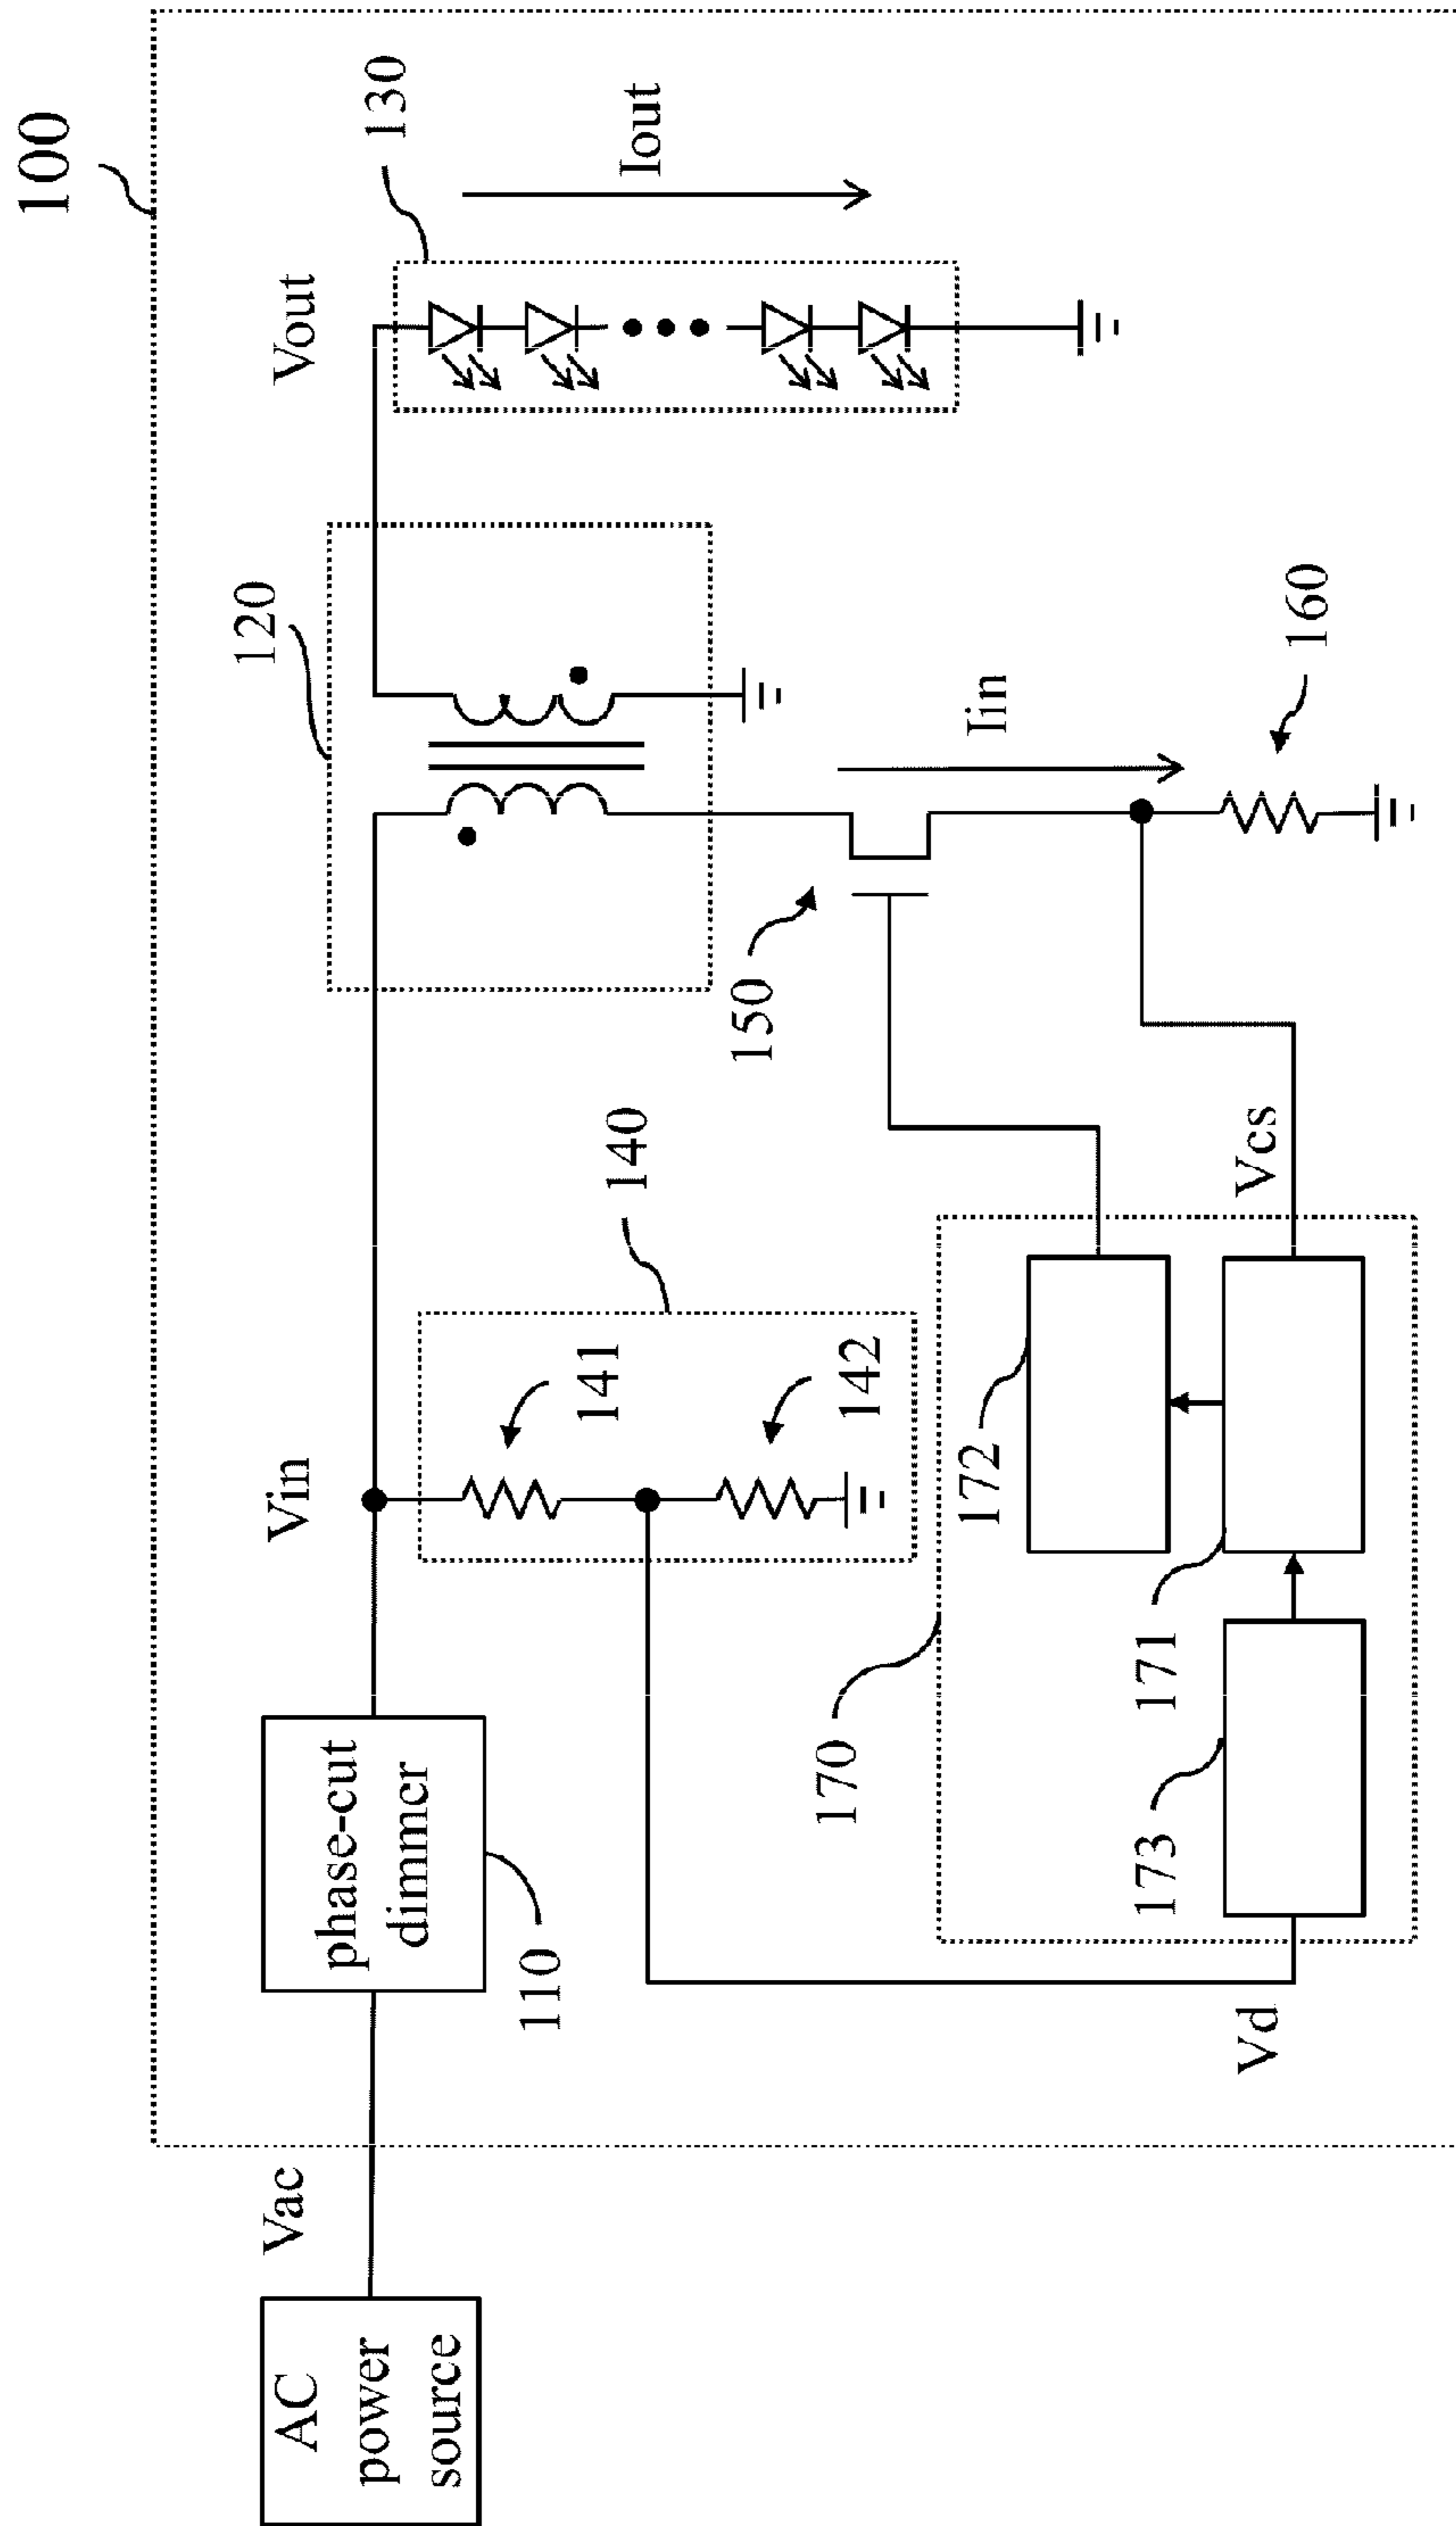 100
AC
power
source
Vac
phase-cut
dimmer
110
Vin
120
Vout
130
Iout
140
141
142
150
Iin
160
170
172
171
173
Vcs
Vd